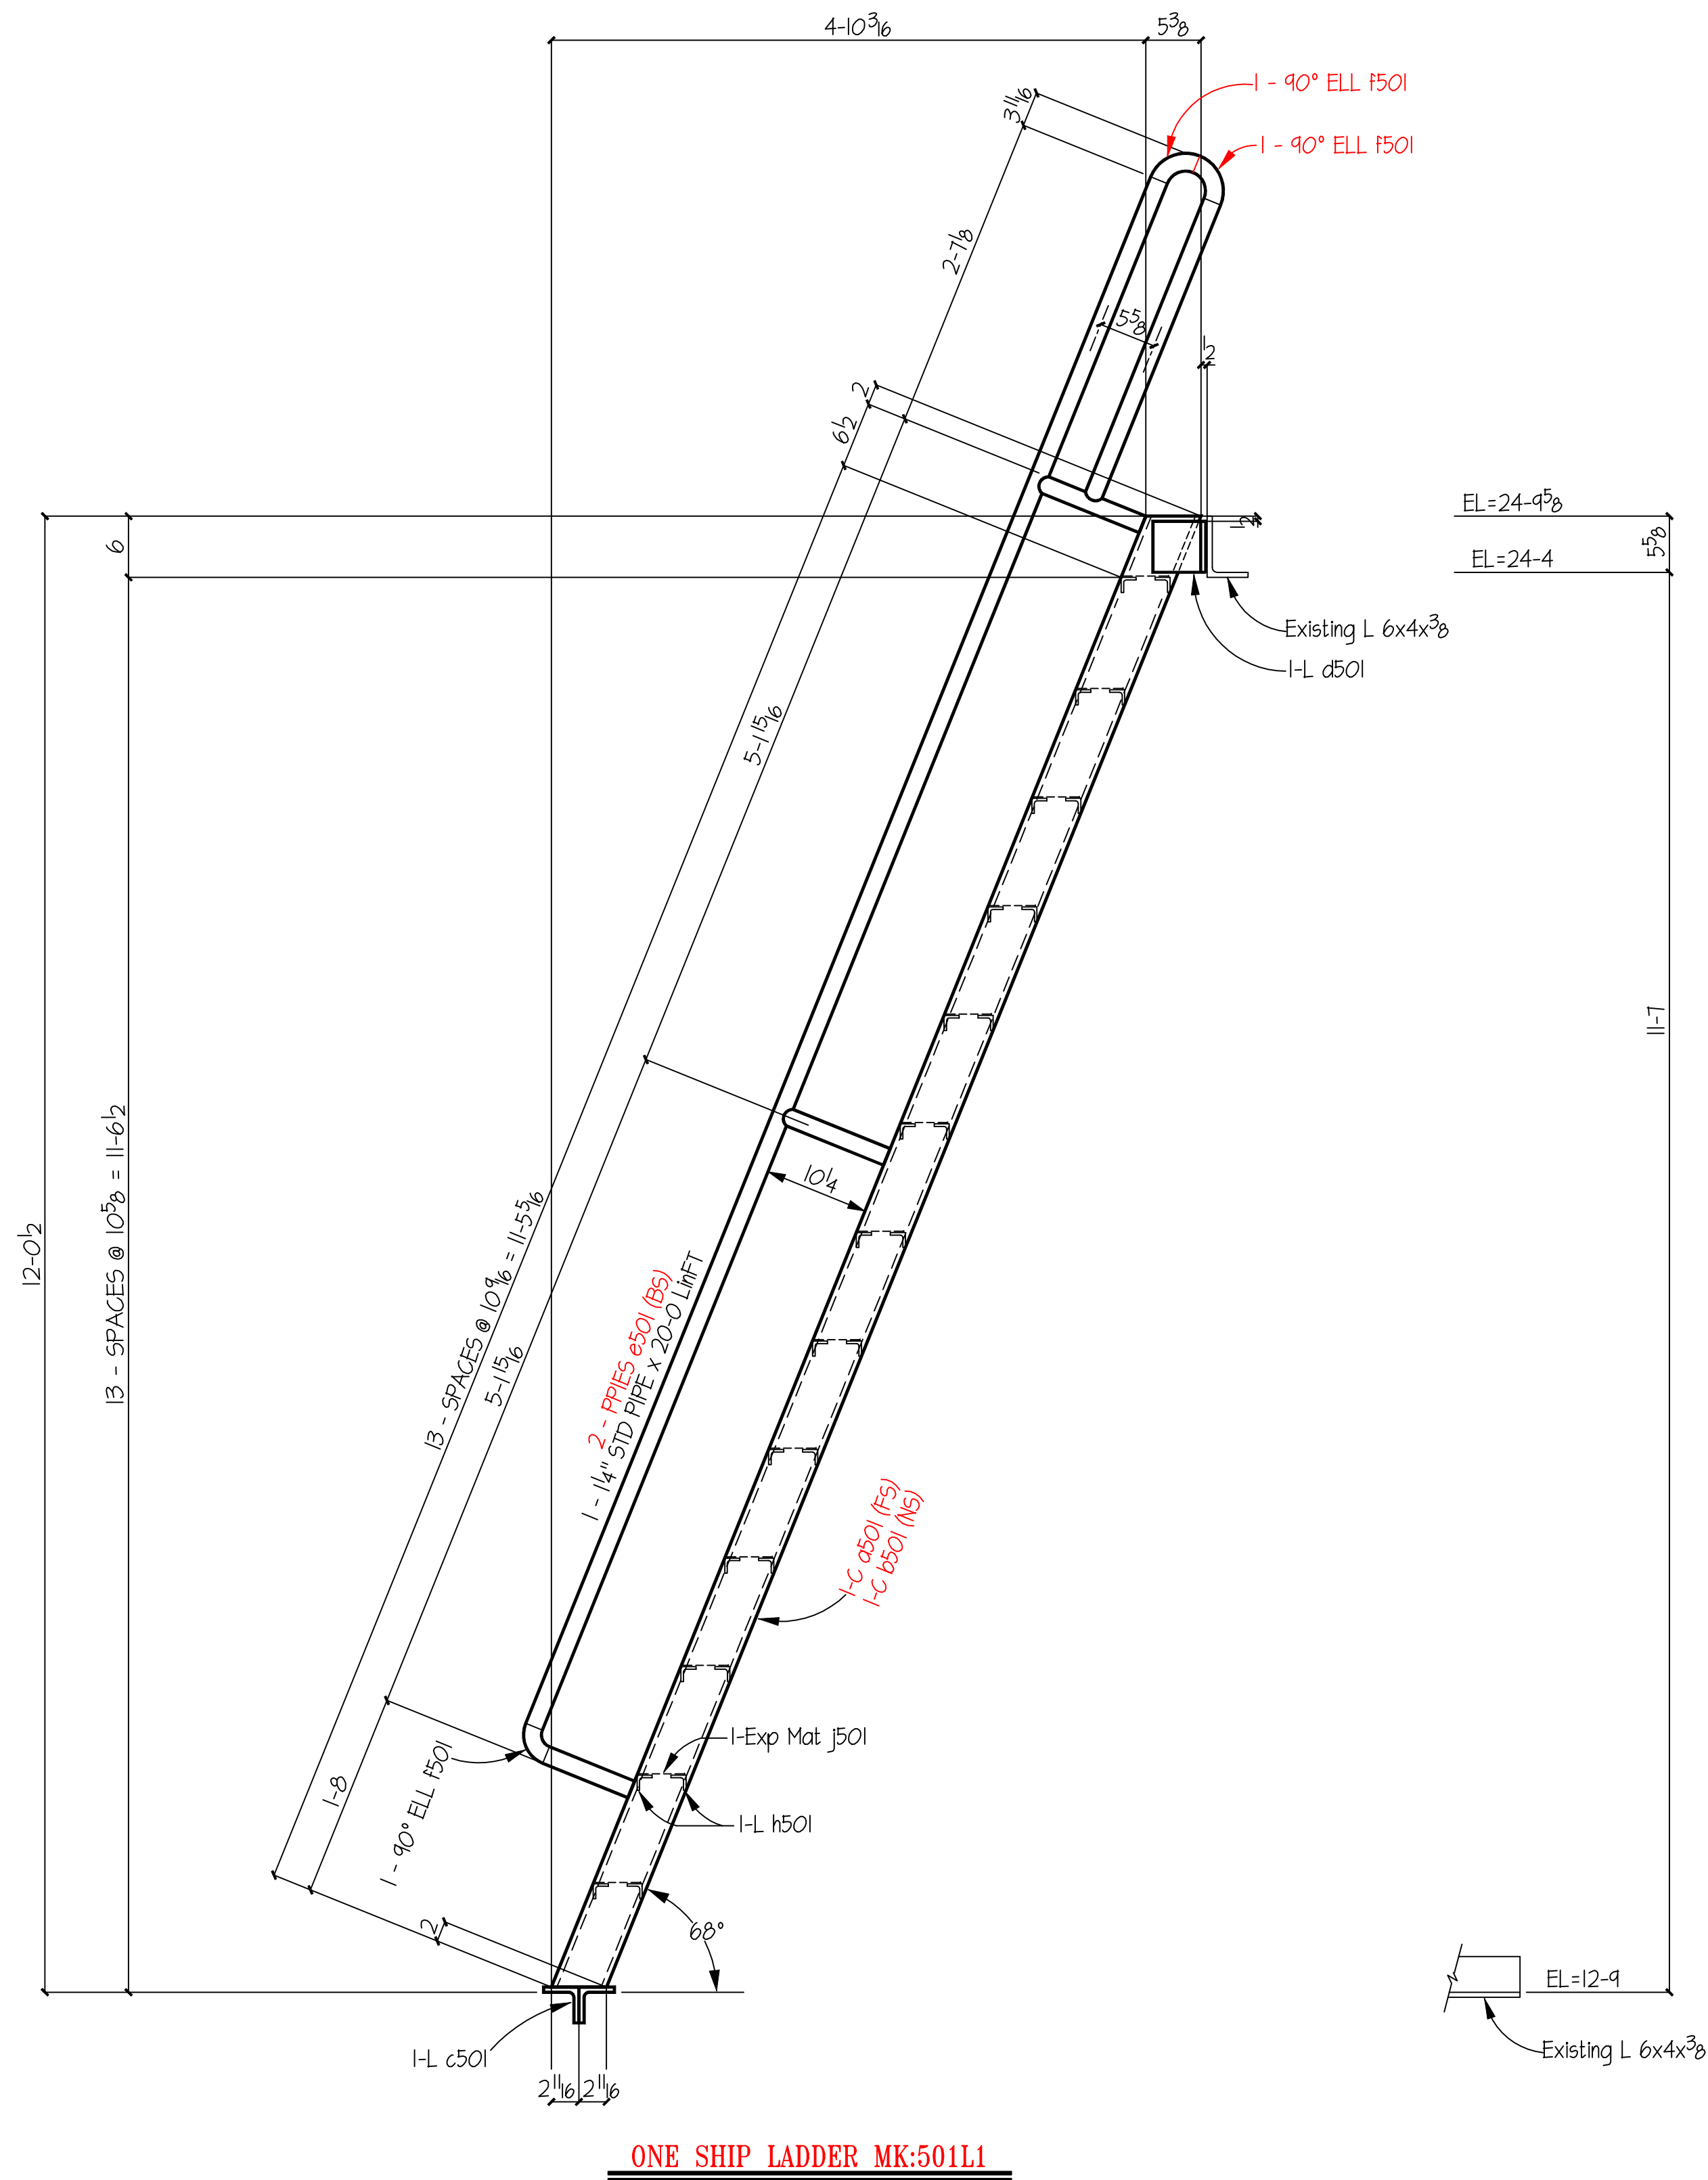 4-10 3/16
5 3/8
1 - 90° ELL f501
1 - 90° ELL f501
3 11/16
2-7 1/8
5 5/8
1/2
2
6 1/2
EL=24-9 5/8
1/2
6
5 5/8
EL=24-4
Existing L 6x4x3/8
1-L d501
5-1 15/16
11-7
10 1/4
12-0 1/2
13 - SPACES @ 10 5/8 = 11-6 1/2
13 - SPACES @ 10 9/16 = 11-5 5/16
5-1 15/16
2 - PPIES e501 (BS)
1 - 1 1/4" STD PIPE x 20-0 LinFT
1-C a501 (FS)
1-C b501 (NS)
1-Exp Mat j501
1-8
1 - 90° ELL f501
1-L h501
2
68°
EL=12-9
1-L c501
Existing L 6x4x3/8
2 11/16
2 11/16
ONE SHIP LADDER MK:501L1